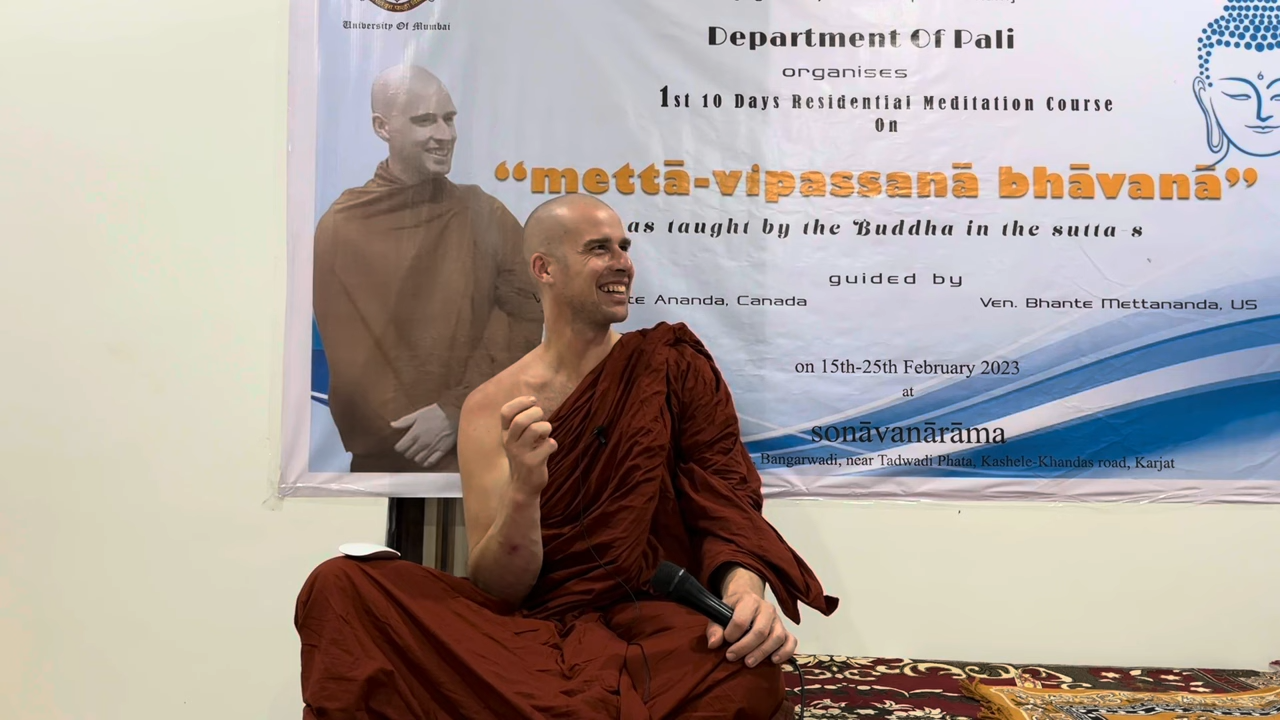 University Of Mumbai
Department Of Pali
organises
1st 10 Days Residential Meditation Course
On
“mettā-vipassanā bhāvanā”
as taught by the Buddha in the sutta-s
guided by
Ananda, Canada
Ven. Bhante Mettananda, US
on 15th-25th February 2023
at
sonāvanārāma
Bangarwadi, near Tadwadi Phata, Kashele-Khandas road, Karjat